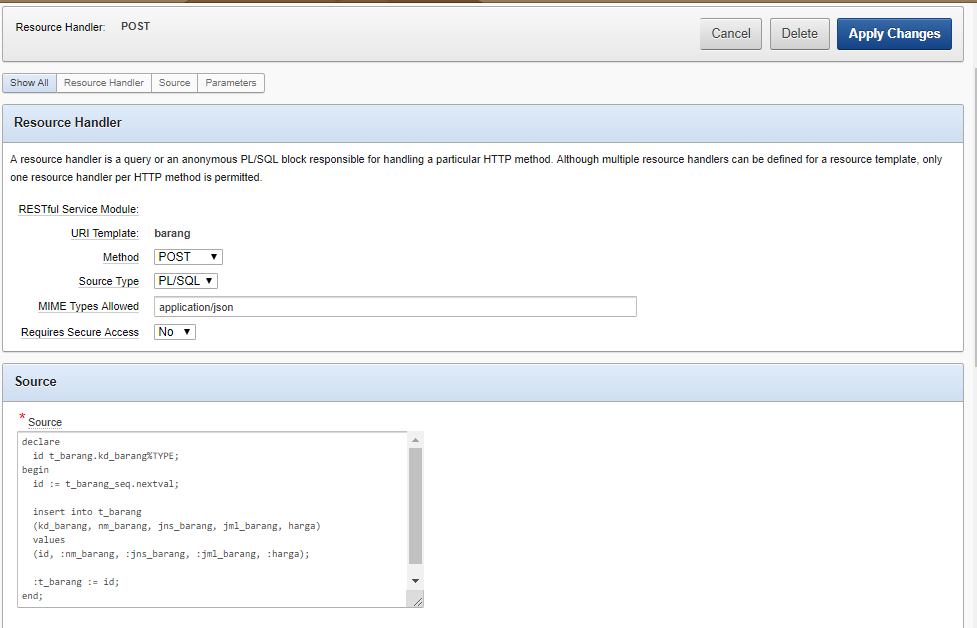 Resource Handler: POST
Cancel Delete Apply Changes
Show All Resource Handler Source Parameters
Resource Handler
A resource handler is a query or an anonymous PL/SQL block responsible for handling a particular HTTP method. Although multiple resource handlers can be defined for a resource template, only
one resource handler per HTTP method is permitted.
RESTful Service Module:
URI Template: barang
Method POST
Source Type PL/SQL
MIME Types Allowed application/json
Requires Secure Access No
Source
* Source
declare
  id t_barang.kd_barang%TYPE;
begin
  id := t_barang_seq.nextval;
  insert into t_barang
  (kd_barang, nm_barang, jns_barang, jml_barang, harga)
  values
  (id, :nm_barang, :jns_barang, :jml_barang, :harga);
  :t_barang := id;
end;